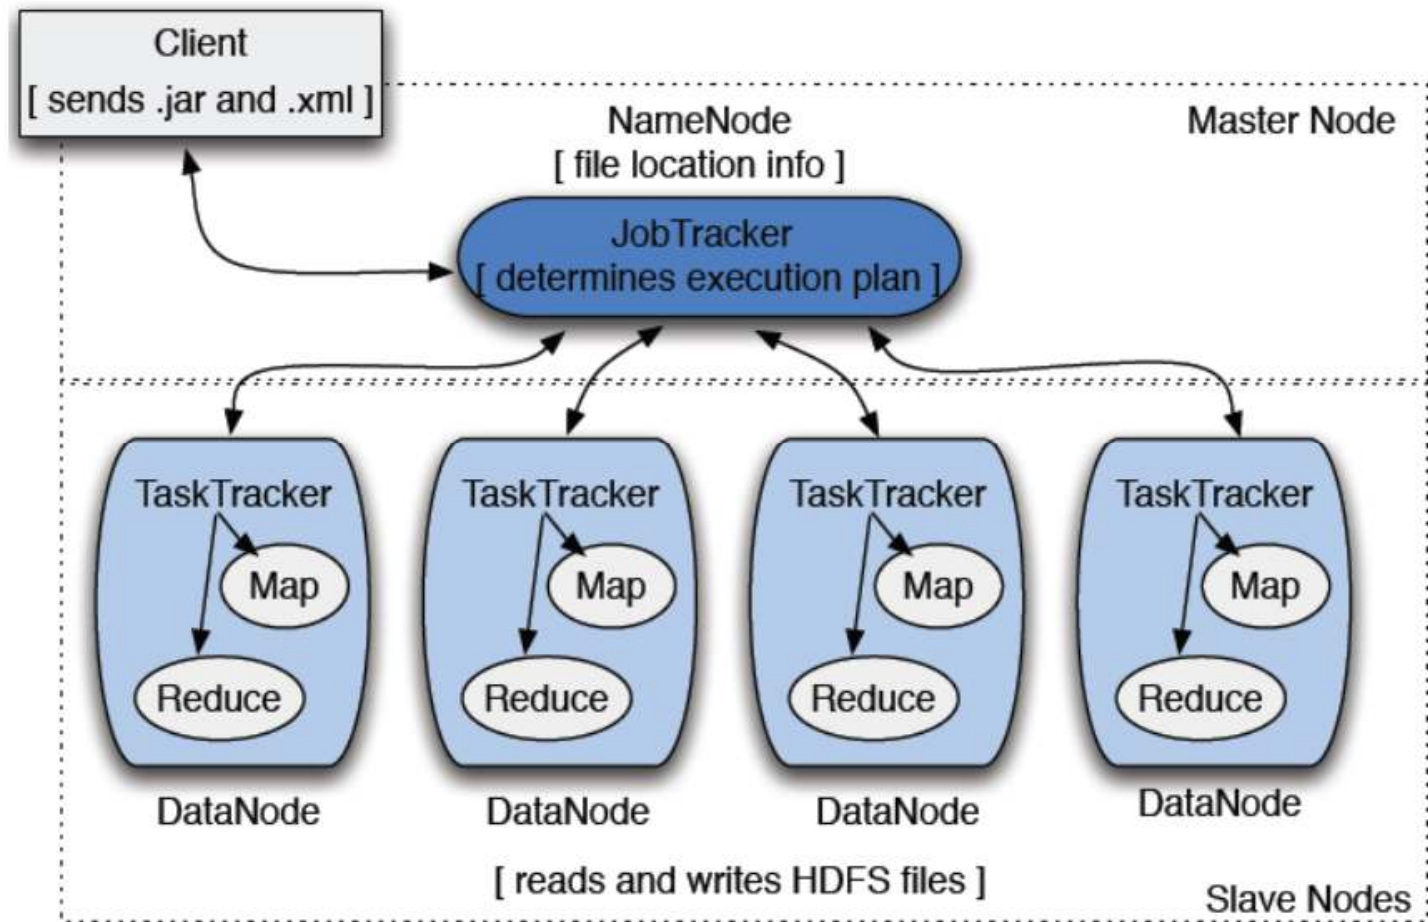 Client
[ sends .jar and .xml ]
Master Node
NameNode
[ file location info ]
JobTracker
[ determines execution plan ]
TaskTracker
Map
Reduce
DataNode
TaskTracker
Map
Reduce
DataNode
TaskTracker
Map
Reduce
DataNode
TaskTracker
Map
Reduce
DataNode
[ reads and writes HDFS files ]
Slave Nodes